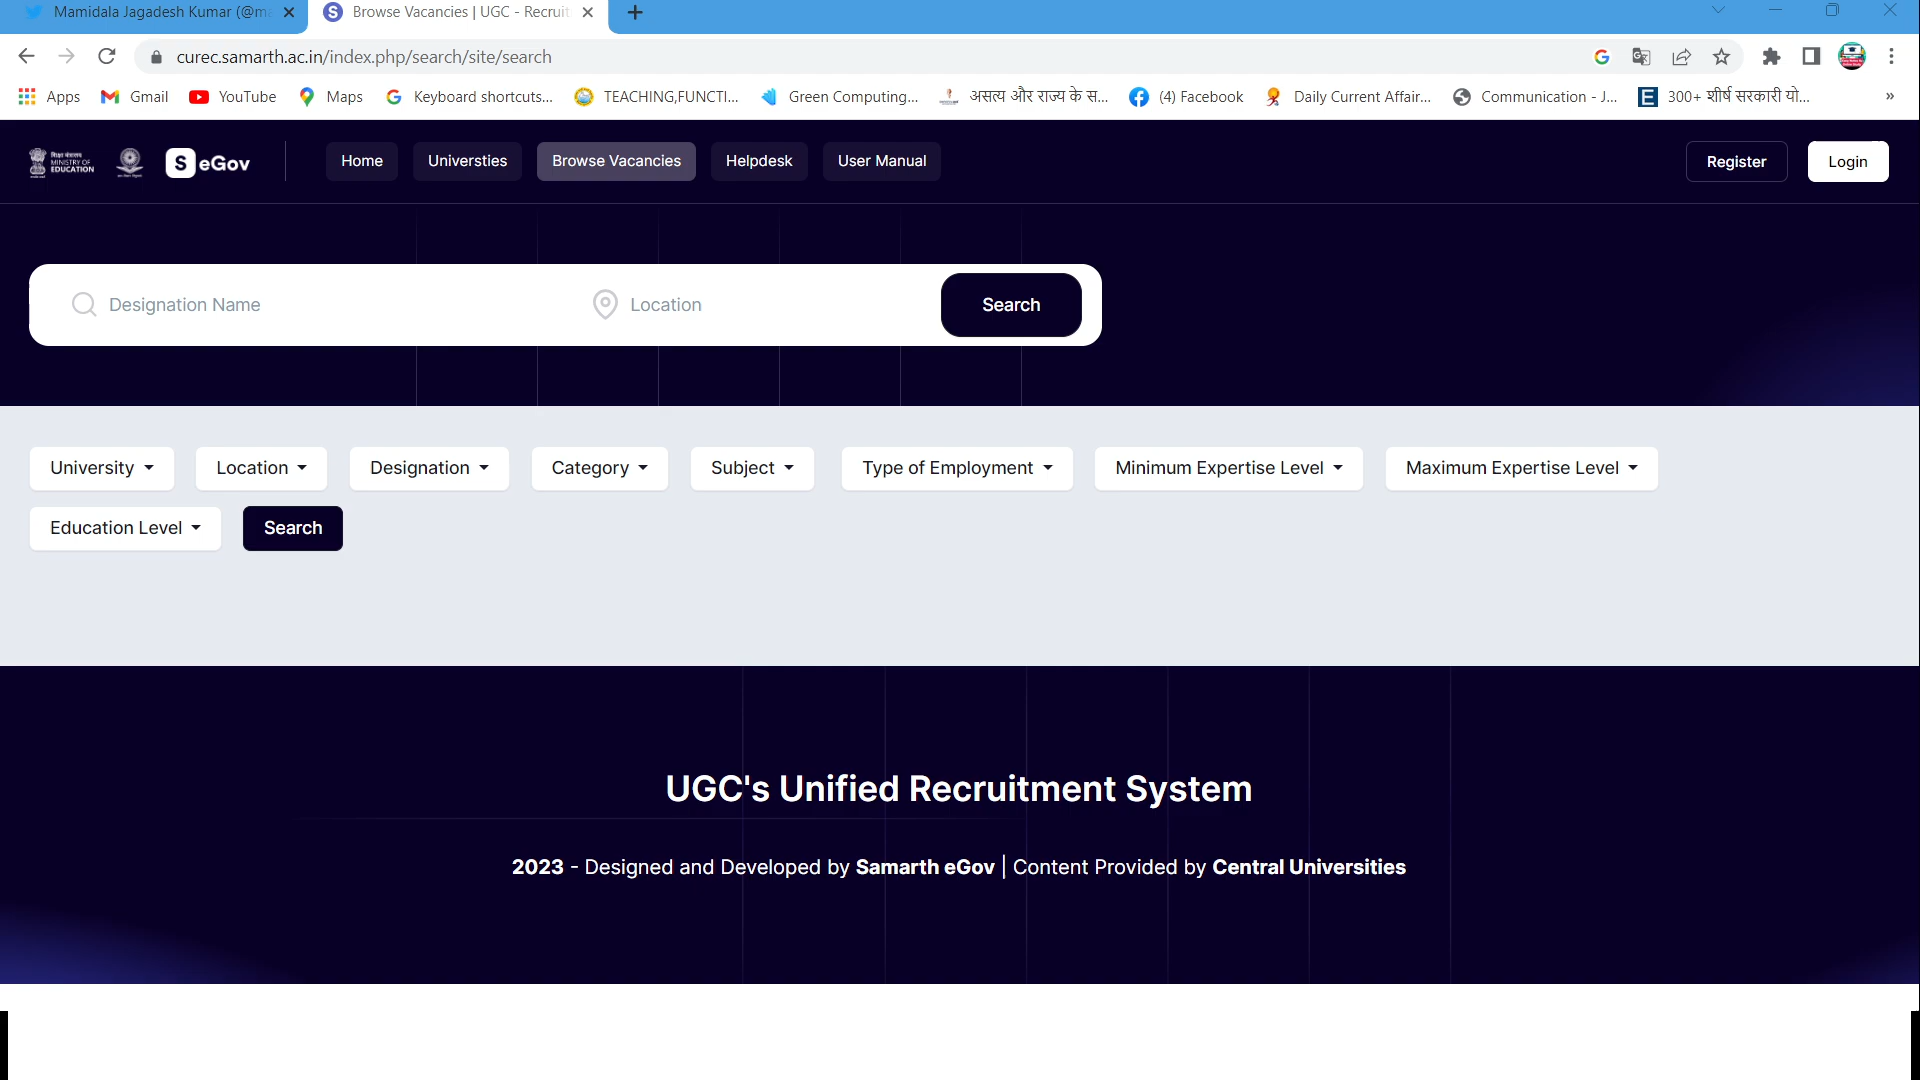 Mamidala Jagadesh Kumar (@ma
Browse Vacancies | UGC - Recruit
curec.samarth.ac.in/index.php/search/site/search
Apps Gmail YouTube Maps Keyboard shortcuts... TEACHING,FUNCTI... Green Computing... असत्य और राज्य के स... (4) Facebook Daily Current Affair... Communication - J... 300+ शीर्ष सरकारी यो... »
MINISTRY OF EDUCATION
S eGov Home Universties Browse Vacancies Helpdesk User Manual Register Login
Designation Name Location Search
University Location Designation Category Subject Type of Employment Minimum Expertise Level Maximum Expertise Level
Education Level Search
UGC's Unified Recruitment System
2023 - Designed and Developed by Samarth eGov | Content Provided by Central Universities